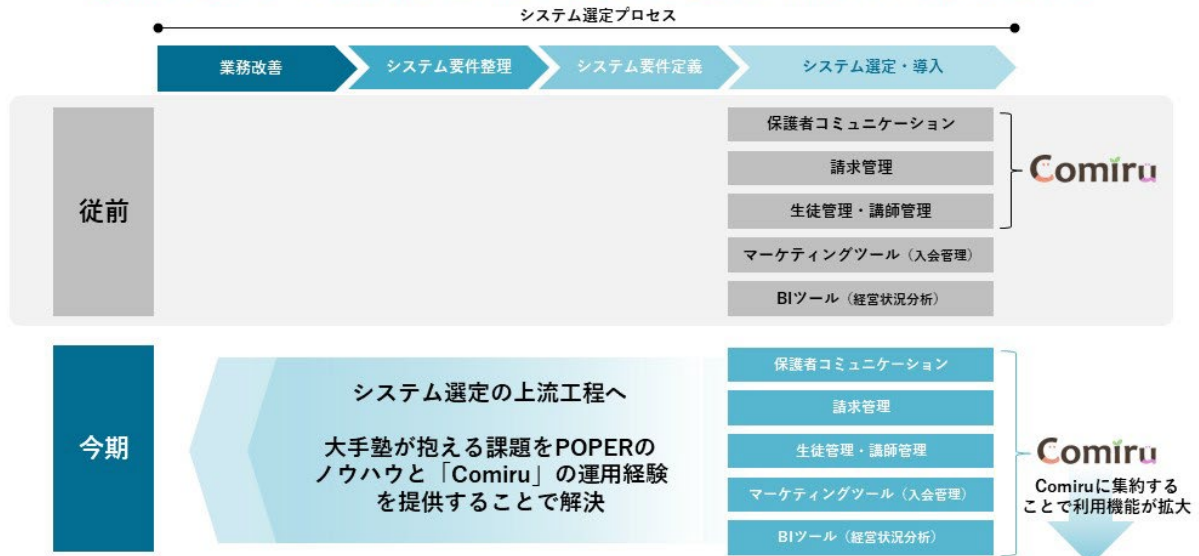 システム選定プロセス
業務改善
システム要件整理
システム要件定義
システム選定・導入
従前
保護者コミュニケーション
請求管理
生徒管理・講師管理
マーケティングツール（入会管理）
BIツール（経営状況分析）
Comiru
今期
システム選定の上流工程へ
大手塾が抱える課題をPOPERの
ノウハウと「Comiru」の運用経験
を提供することで解決
保護者コミュニケーション
請求管理
生徒管理・講師管理
マーケティングツール（入会管理）
BIツール（経営状況分析）
Comiru
Comiruに集約する
ことで利用機能が拡大